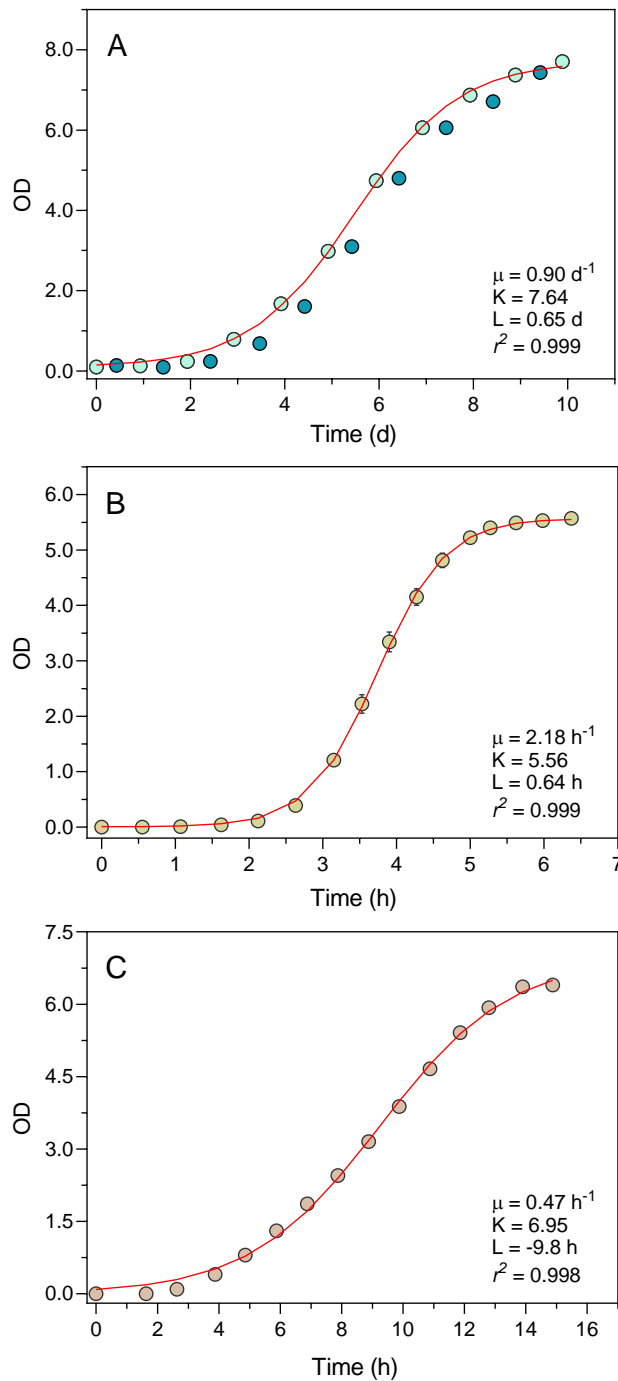 A
8.0
6.0
4.0
2.0
0.0
OD
μ = 0.90 d⁻¹
K = 7.64
L = 0.65 d
r² = 0.999
0 2 4 6 8 10
Time (d)
B
6.0
5.0
4.0
3.0
2.0
1.0
0.0
OD
μ = 2.18 h⁻¹
K = 5.56
L = 0.64 h
r² = 0.999
0 1 2 3 4 5 6 7
Time (h)
C
7.5
6.0
4.5
3.0
1.5
0.0
OD
μ = 0.47 h⁻¹
K = 6.95
L = -9.8 h
r² = 0.998
0 2 4 6 8 10 12 14 16
Time (h)